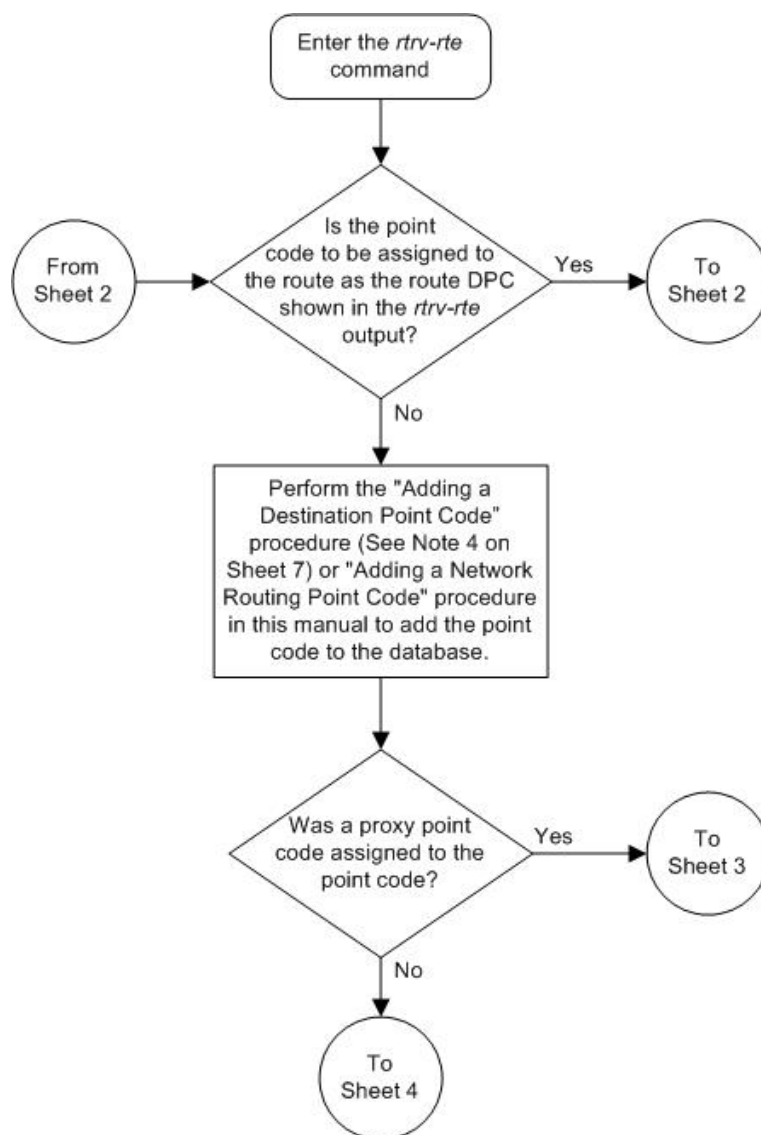 Enter the rtrv-rte
command
Is the point
code to be assigned to
the route as the route DPC
shown in the rtrv-rte
output?
From
Sheet 2
Yes
To
Sheet 2
No
Perform the "Adding a
Destination Point Code"
procedure (See Note 4 on
Sheet 7) or "Adding a Network
Routing Point Code" procedure
in this manual to add the point
code to the database.
Was a proxy point
code assigned to the
point code?
Yes
To
Sheet 3
No
To
Sheet 4